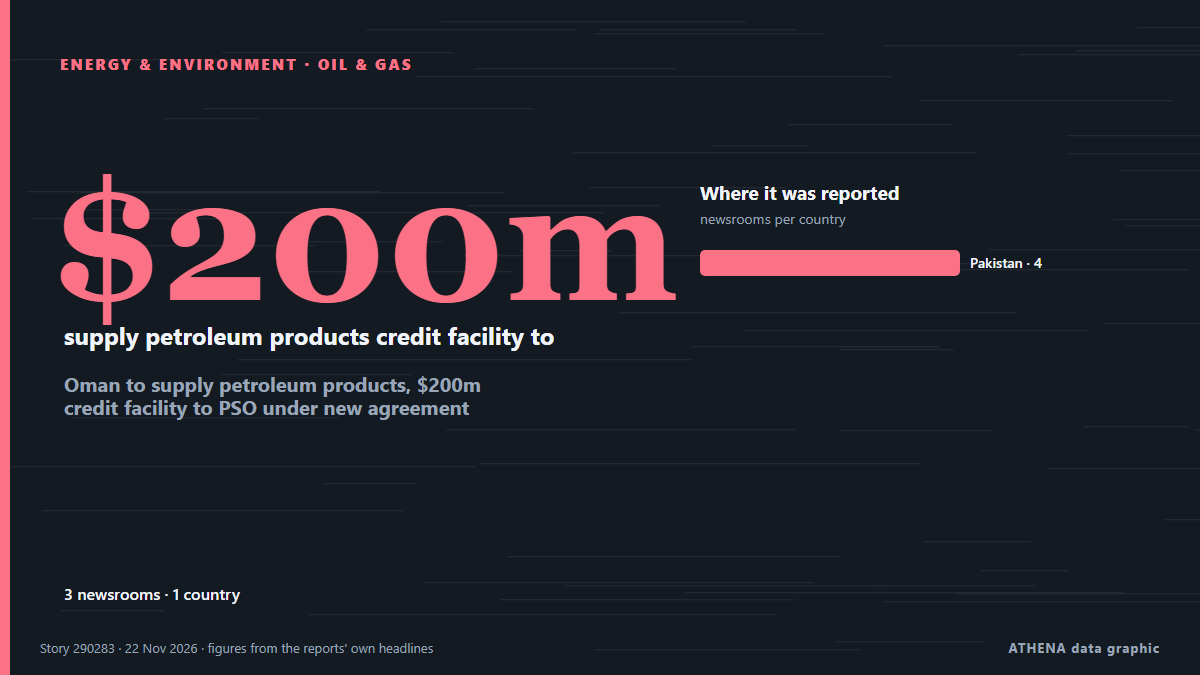 ENERGY & ENVIRONMENT · OIL & GAS
$200m
supply petroleum products credit facility to
Oman to supply petroleum products, $200m
credit facility to PSO under new agreement
Where it was reported
newsrooms per country
Pakistan · 4
3 newsrooms · 1 country
Story 290283 · 22 Nov 2026 · figures from the reports' own headlines
ATHENA data graphic